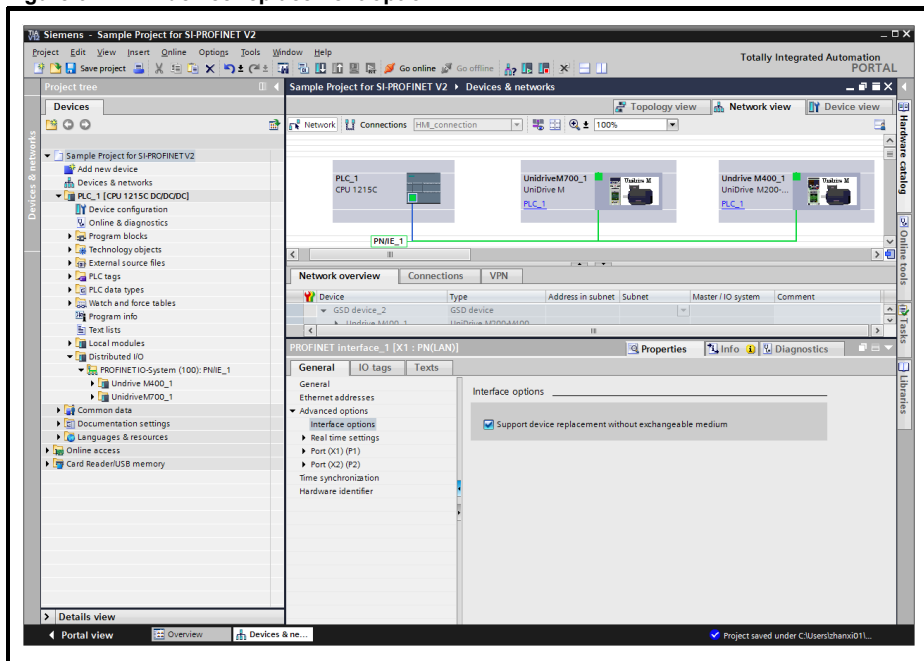 Siemens - Sample Project for SI-PROFINET V2
Project Edit View Insert Online Options Tools Window Help
Save project Go online Go offline
Totally Integrated Automation
PORTAL
Project tree
Sample Project for SI-PROFINET V2 Devices & networks
Devices
Topology view Network view Device view
Network Connections HMI_connection 100%
Sample Project for SI-PROFINET V2
Add new device
Devices & networks
PLC_1 [CPU 1215C DC/DC/DC]
Device configuration
Online & diagnostics
Program blocks
Technology objects
External source files
PLC tags
PLC data types
Watch and force tables
Program info
Text lists
Local modules
Distributed I/O
PROFINET IO-System (100): PN/IE_1
Undrive M400_1
UnidriveM700_1
Common data
Documentation settings
Languages & resources
Online access
Card Reader/USB memory
Details view
PLC_1
CPU 1215C
UnidriveM700_1
UniDrive M
PLC_1
Unidrive M
Undrive M400_1
UniDrive M200-...
PLC_1
Unidrive M
PN/IE_1
Network overview Connections VPN
Device Type Address in subnet Subnet Master / IO system Comment
GSD device_2 GSD device
Undrive M400_1 UniDrive M200-M400
PROFINET interface_1 [X1 : PN(LAN)]
Properties Info Diagnostics
General IO tags Texts
General
Ethernet addresses
Advanced options
Interface options
Real time settings
Port (X1) (P1)
Port (X2) (P2)
Time synchronization
Hardware identifier
Interface options
Support device replacement without exchangeable medium
Devices & networks
Hardware catalog
Online tools
Tasks
Libraries
Portal view Overview Devices & ne...
Project saved under C:\Users\zhanxi01\...